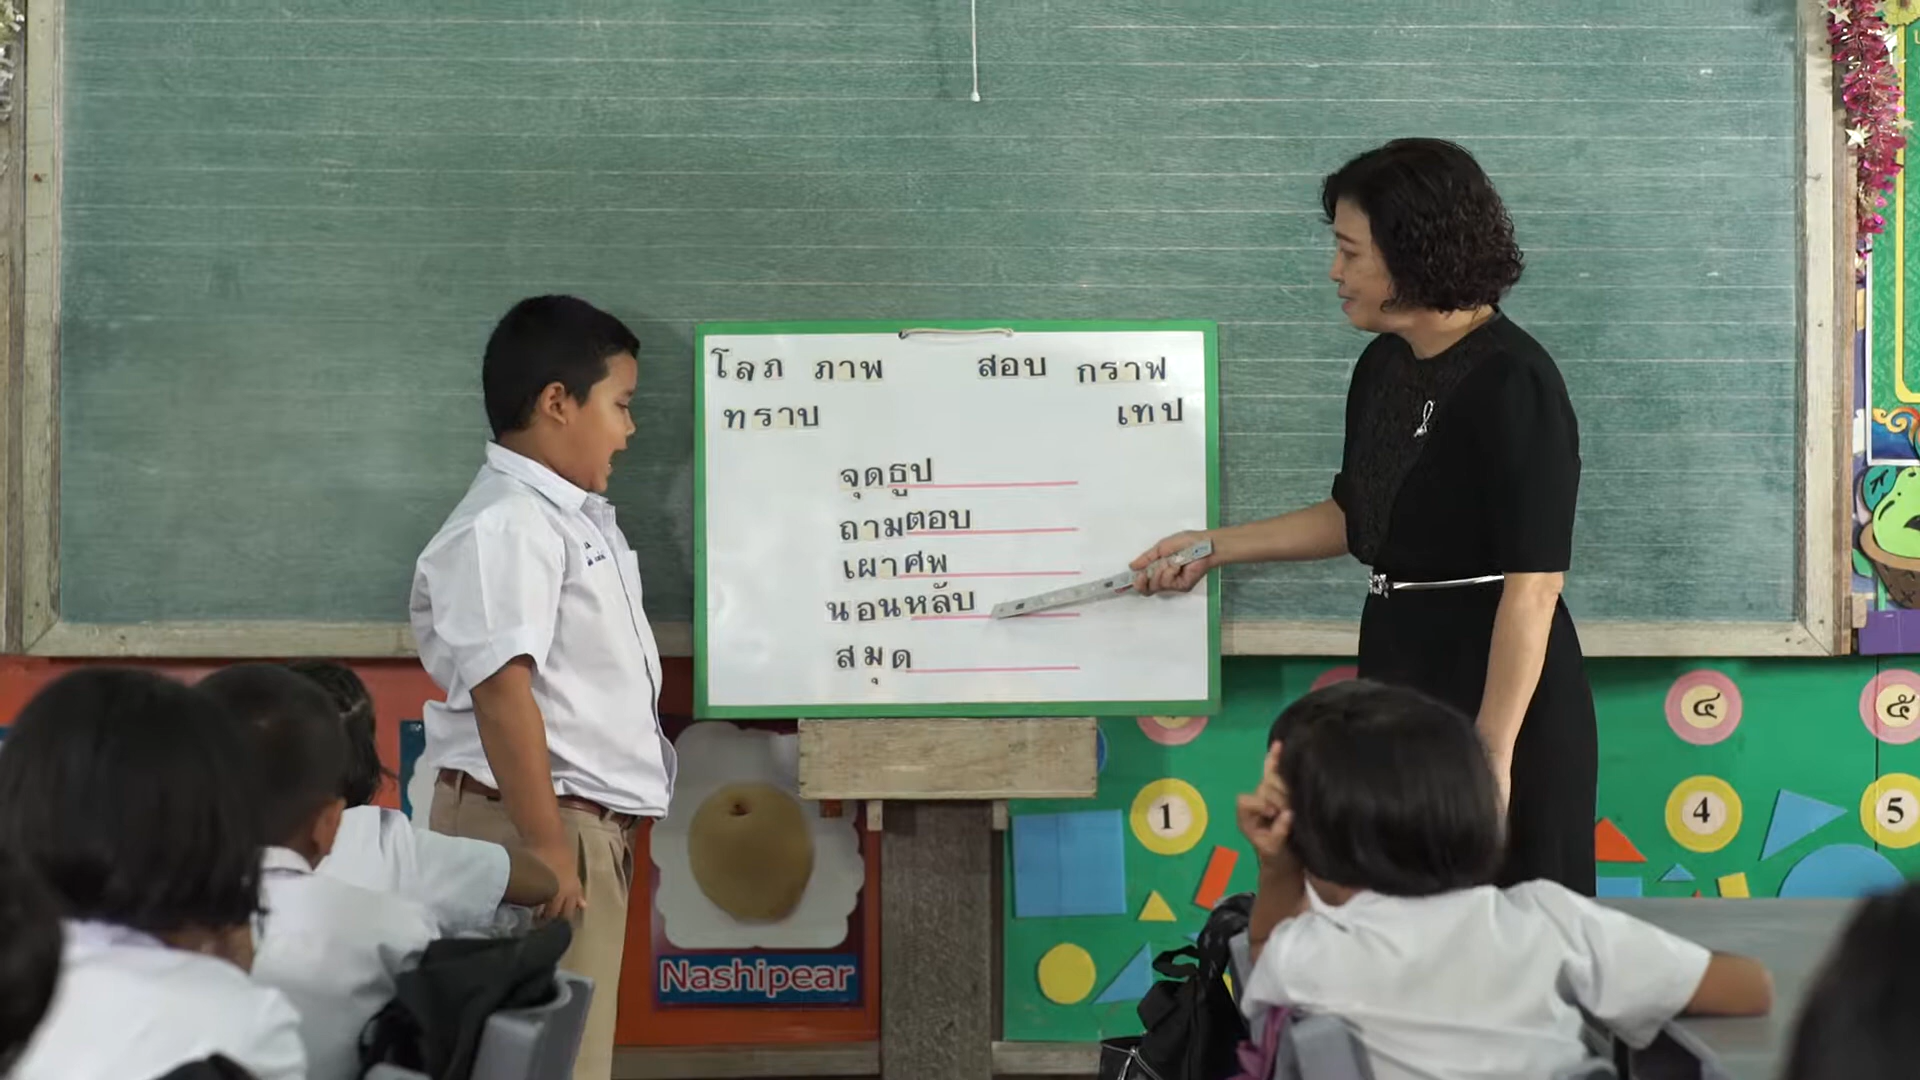 โลภ ภาพ สอบ กราฟ
ทราบ เทป
จุดธูป
ถามตอบ
เผาศพ
นอนหลับ
สมุด
๔ ๕
1 4 5
Nashipear